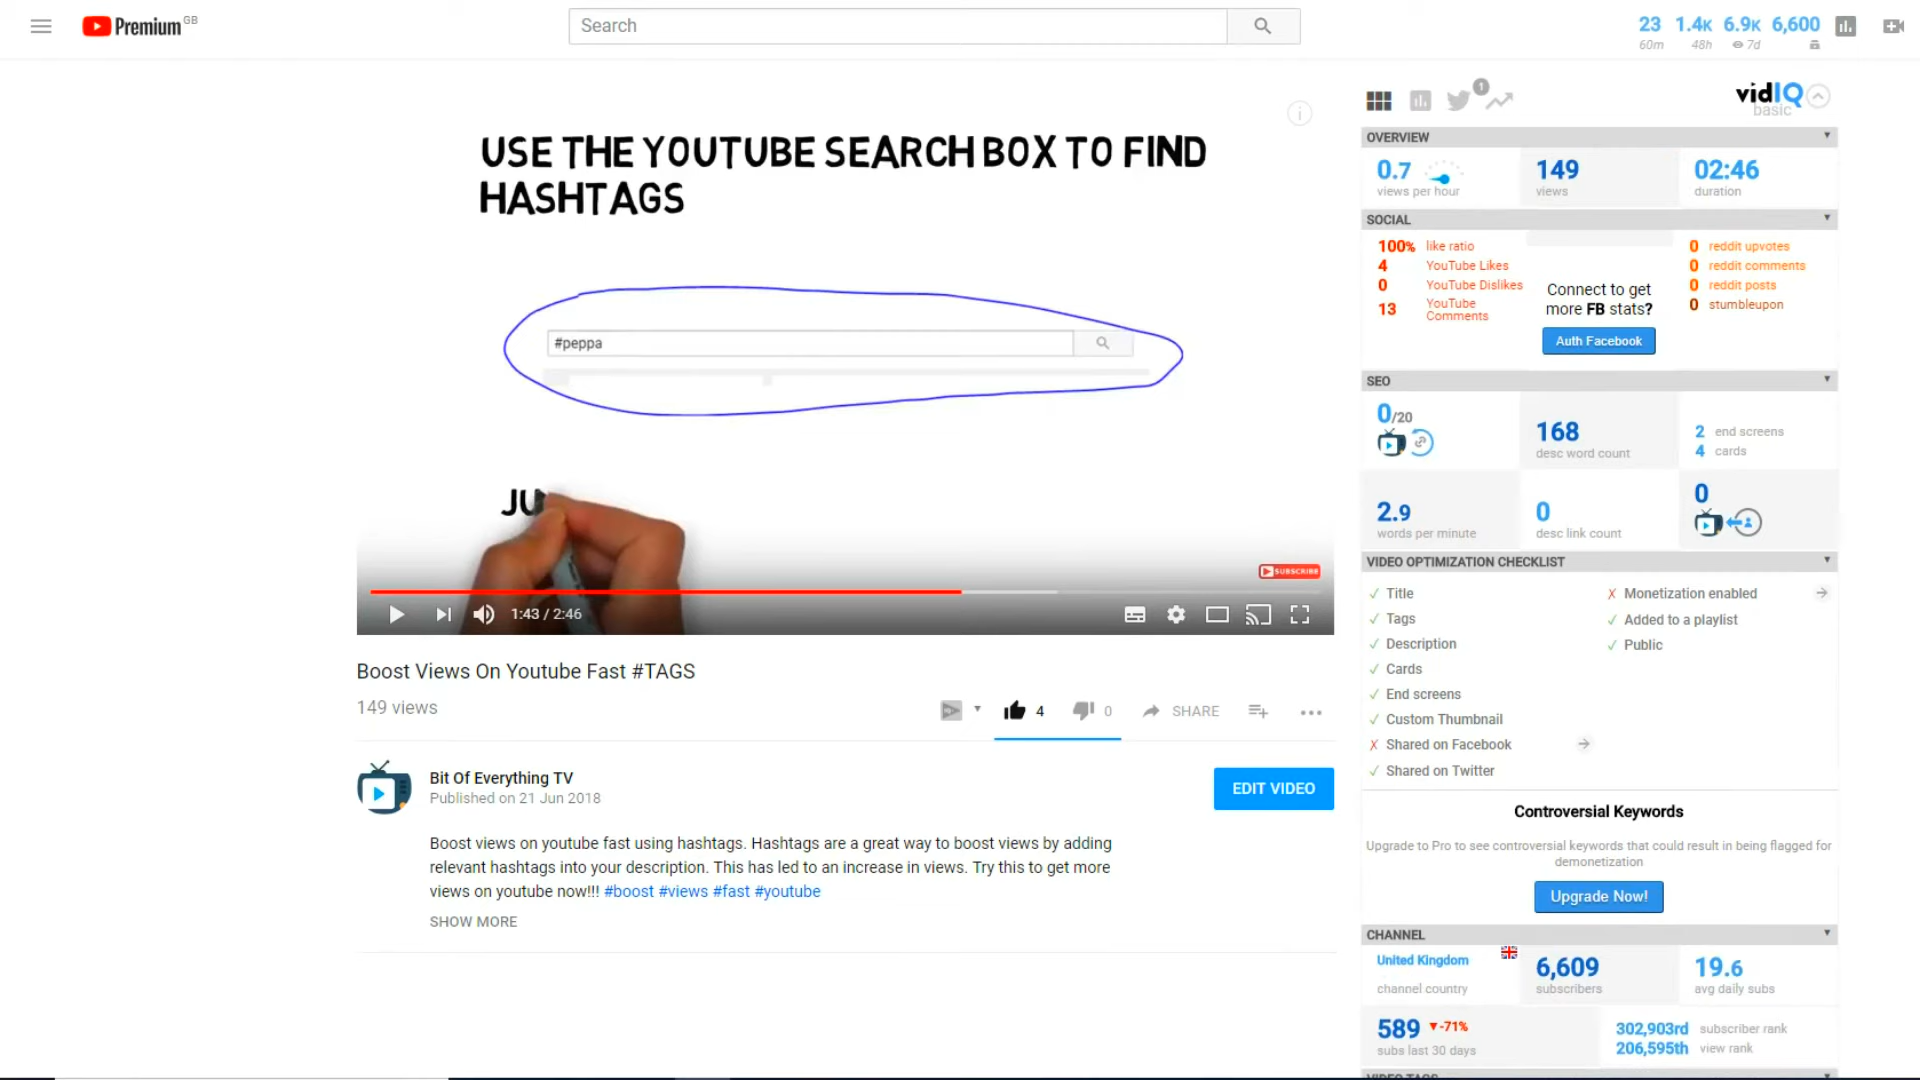 Premium GB
Search
23 1.4K 6.9K 6,600
60m 48h 7d
USE THE YOUTUBE SEARCH BOX TO FIND
HASHTAGS
#peppa
JU
SUBSCRIBE
1:43 / 2:46
Boost Views On Youtube Fast #TAGS
149 views
4
0
SHARE
Bit Of Everything TV
Published on 21 Jun 2018
EDIT VIDEO
Boost views on youtube fast using hashtags. Hashtags are a great way to boost views by adding
relevant hashtags into your description. This has led to an increase in views. Try this to get more
views on youtube now!!! #boost #views #fast #youtube
SHOW MORE
1
vidIQ
basic
OVERVIEW
0.7 149 02:46
views per hour views duration
SOCIAL
100% like ratio
4 YouTube Likes
0 YouTube Dislikes
13 YouTube
Comments
Connect to get
more FB stats?
Auth Facebook
0 reddit upvotes
0 reddit comments
0 reddit posts
0 stumbleupon
SEO
0/20
168
desc word count
2 end screens
4 cards
2.9
words per minute
0
desc link count
0
VIDEO OPTIMIZATION CHECKLIST
✓ Title
✓ Tags
✓ Description
✓ Cards
✓ End screens
✓ Custom Thumbnail
✗ Shared on Facebook
✓ Shared on Twitter
✗ Monetization enabled
✓ Added to a playlist
✓ Public
Controversial Keywords
Upgrade to Pro to see controversial keywords that could result in being flagged for
demonetization
Upgrade Now!
CHANNEL
United Kingdom
channel country
6,609
subscribers
19.6
avg daily subs
589 ▼-71%
subs last 30 days
302,903rd subscriber rank
206,595th view rank
VIDEO TAGS